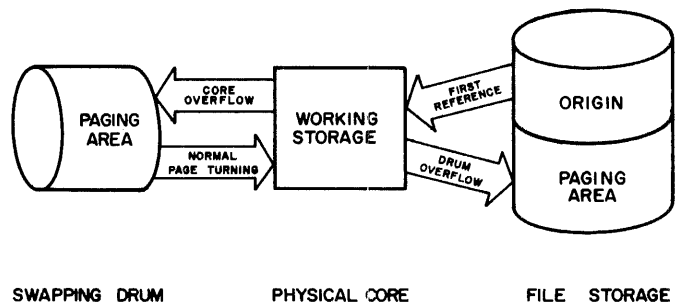 CORE
OVERFLOW
FIRST
REFERENCE
ORIGIN
PAGING
AREA
WORKING
STORAGE
NORMAL
PAGE TURNING
DRUM
OVERFLOW
PAGING
AREA
SWAPPING DRUM
PHYSICAL CORE
FILE STORAGE